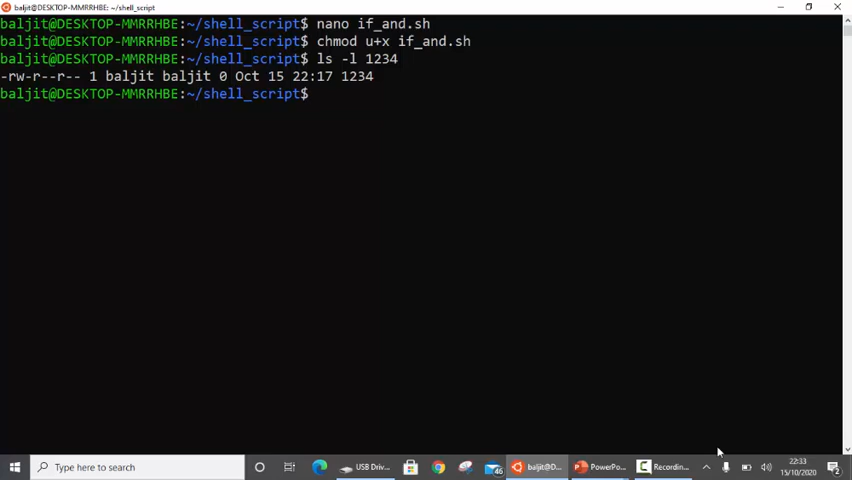 baljit@DESKTOP-MMRRHBE: ~/shell_script
baljit@DESKTOP-MMRRHBE:~/shell_script$ nano if_and.sh
baljit@DESKTOP-MMRRHBE:~/shell_script$ chmod u+x if_and.sh
baljit@DESKTOP-MMRRHBE:~/shell_script$ ls -l 1234
-rw-r--r-- 1 baljit baljit 0 Oct 15 22:17 1234
baljit@DESKTOP-MMRRHBE:~/shell_script$
Type here to search
USB Driv...
46
baljit@D...
PowerPo...
Recordin...
22:33
15/10/2020
2